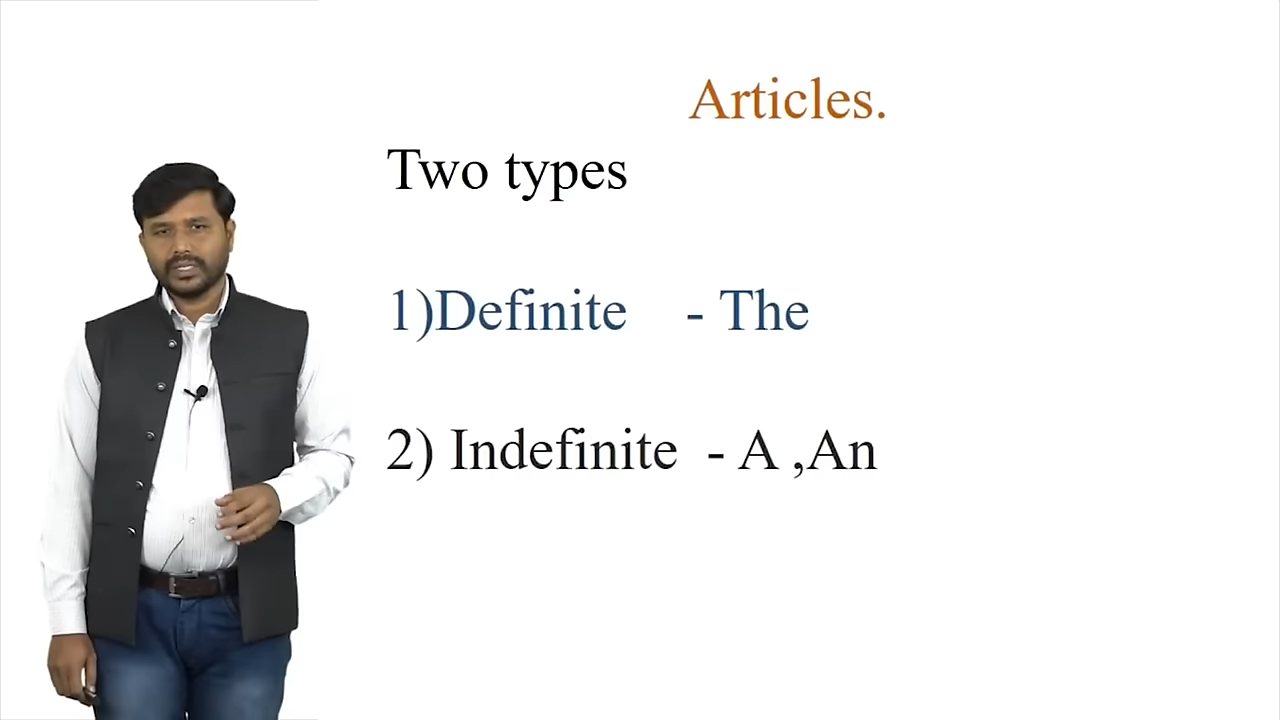 Articles.
Two types
1)Definite - The
2) Indefinite - A ,An